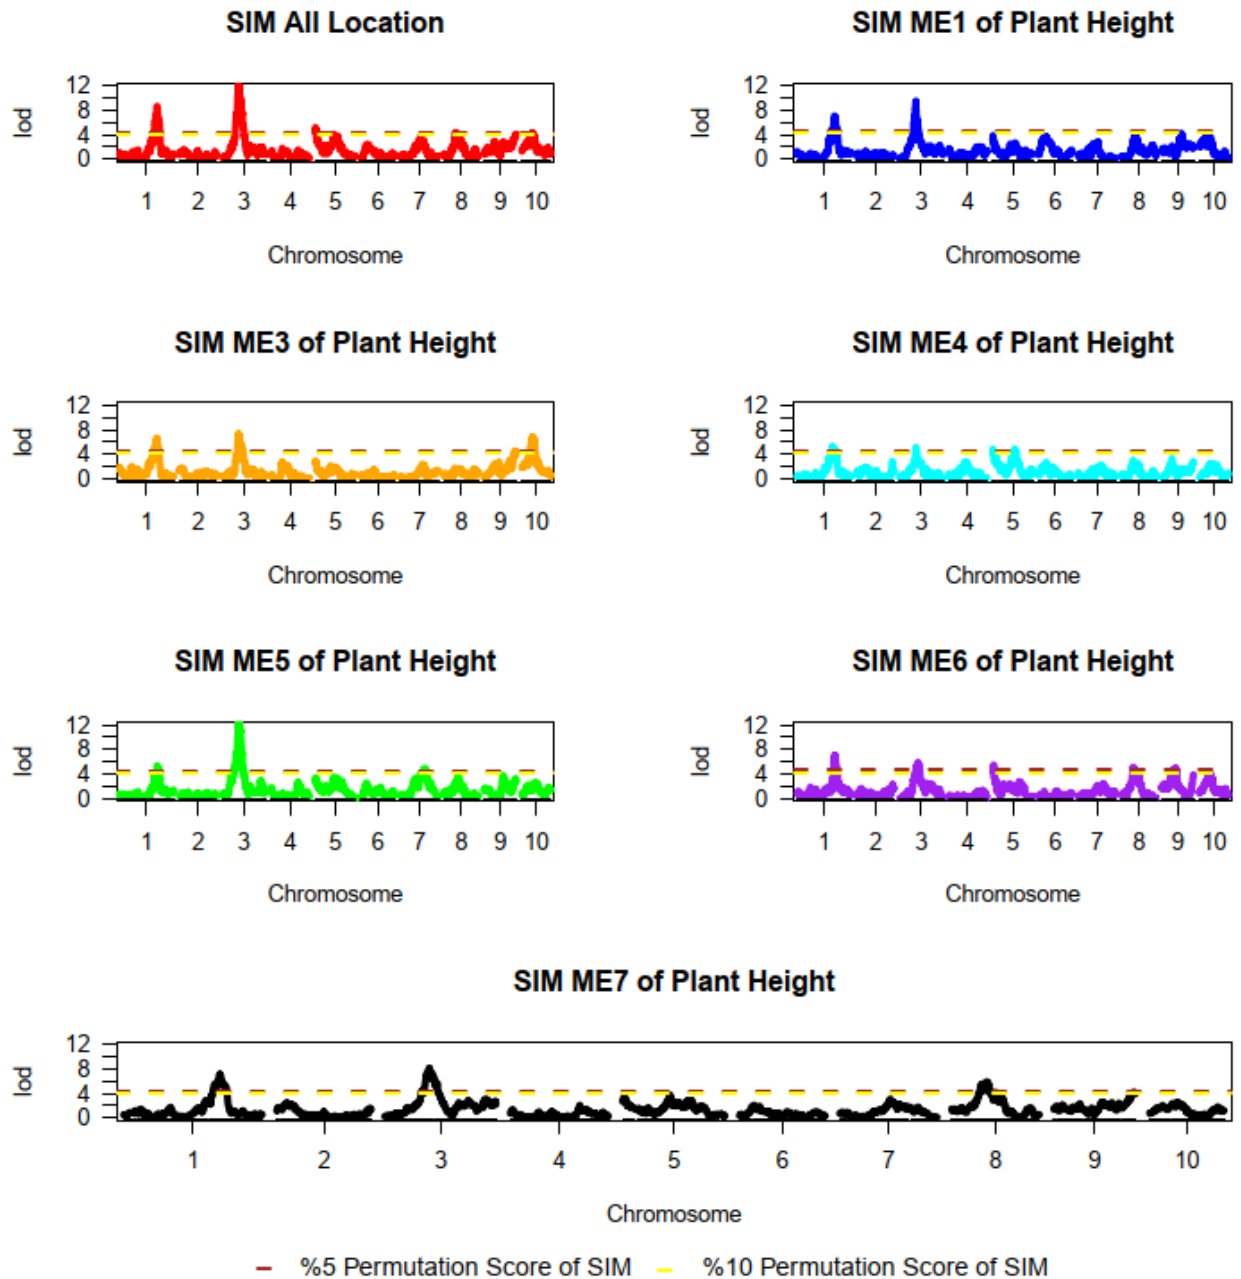 SIM All Location
lod
12
8
4
0
1 2 3 4 5 6 7 8 9 10
Chromosome
SIM ME1 of Plant Height
lod
12
8
4
0
1 2 3 4 5 6 7 8 9 10
Chromosome
SIM ME3 of Plant Height
lod
12
8
4
0
1 2 3 4 5 6 7 8 9 10
Chromosome
SIM ME4 of Plant Height
lod
12
8
4
0
1 2 3 4 5 6 7 8 9 10
Chromosome
SIM ME5 of Plant Height
lod
12
8
4
0
1 2 3 4 5 6 7 8 9 10
Chromosome
SIM ME6 of Plant Height
lod
12
8
4
0
1 2 3 4 5 6 7 8 9 10
Chromosome
SIM ME7 of Plant Height
lod
12
8
4
0
1 2 3 4 5 6 7 8 9 10
Chromosome
%5 Permutation Score of SIM %10 Permutation Score of SIM